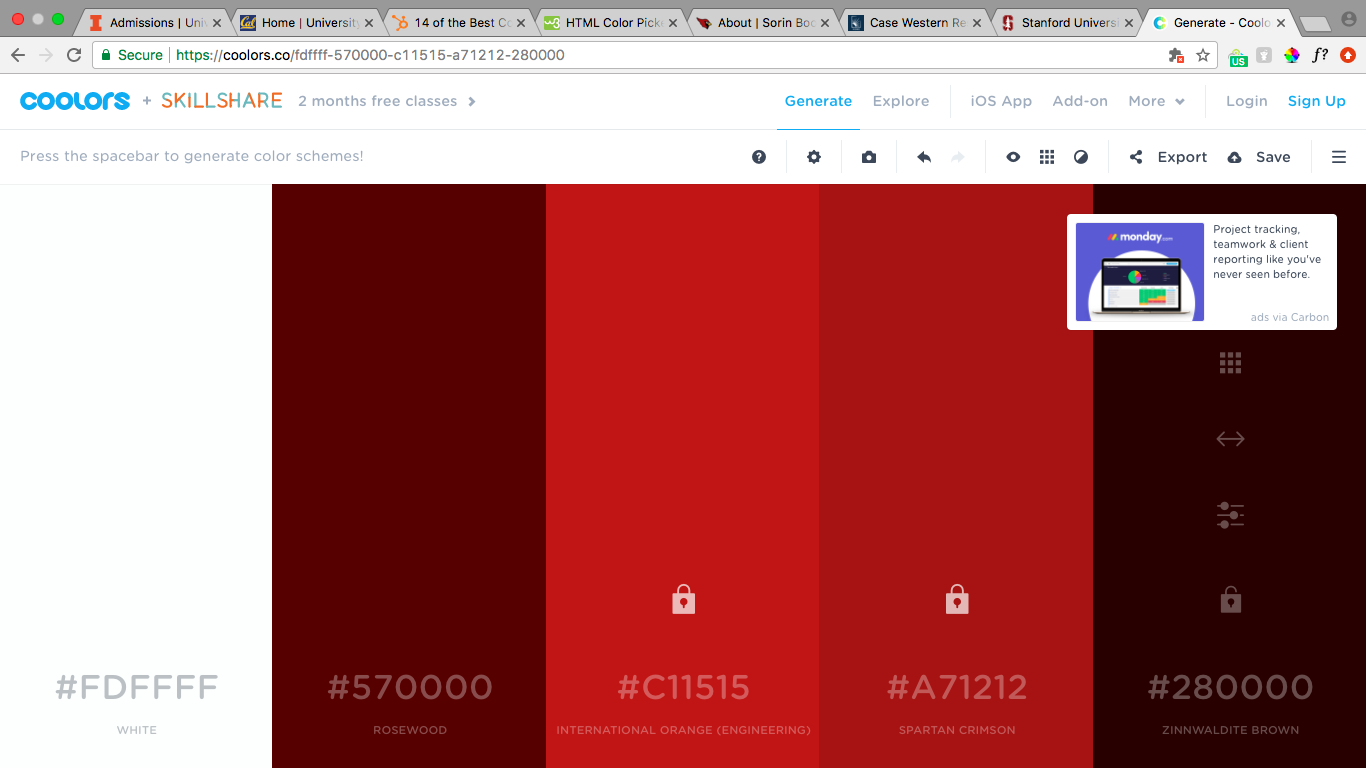 Admissions | Univ
Home | University
14 of the Best Co
HTML Color Picke
About | Sorin Boo
Case Western Re
Stanford Universi
Generate - Coolo
Secure
https://coolors.co/fdffff-570000-c11515-a71212-280000
US
f?
coolors + SKILLSHARE 2 months free classes
Generate
Explore
iOS App
Add-on
More
Login
Sign Up
Press the spacebar to generate color schemes!
Export
Save
monday.com
Project tracking,
teamwork & client
reporting like you've
never seen before.
ads via Carbon
#FDFFFF
WHITE
#570000
ROSEWOOD
#C11515
INTERNATIONAL ORANGE (ENGINEERING)
#A71212
SPARTAN CRIMSON
#280000
ZINNWALDITE BROWN